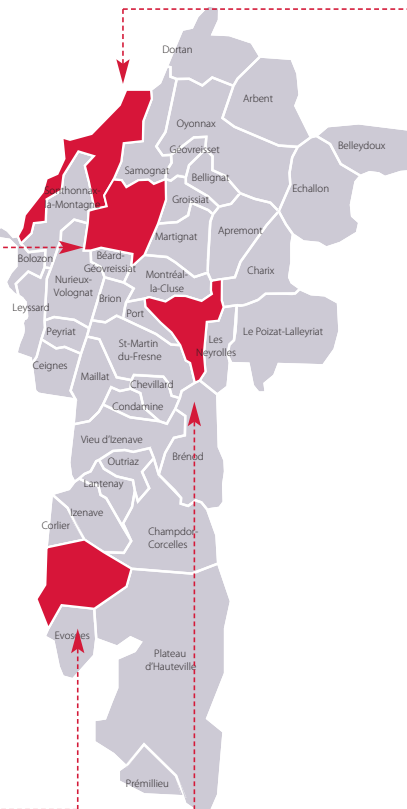 Dortan
Arbent
Oyonnax
Belleydoux
Géovreisset
Samognat
Bellignat
Echallon
Sonthonnax-
la-Montagne
Groissiat
Martignat
Apremont
Bolozon
Béard-
Géovreissiat
Montréal-
la-Cluse
Charix
Nurieux-
Volognat
Leyssard
Brion
Port
Peyriat
Le Poizat-Lalleyriat
Les
Neyrolles
St-Martin
du-Fresne
Ceignes
Maillat
Chevillard
Condamine
Vieu d'Izenave
Outriaz
Brénod
Lantenay
Izenave
Corlier
Champdor-
Corcelles
Evosges
Plateau
d'Hauteville
Prémillieu